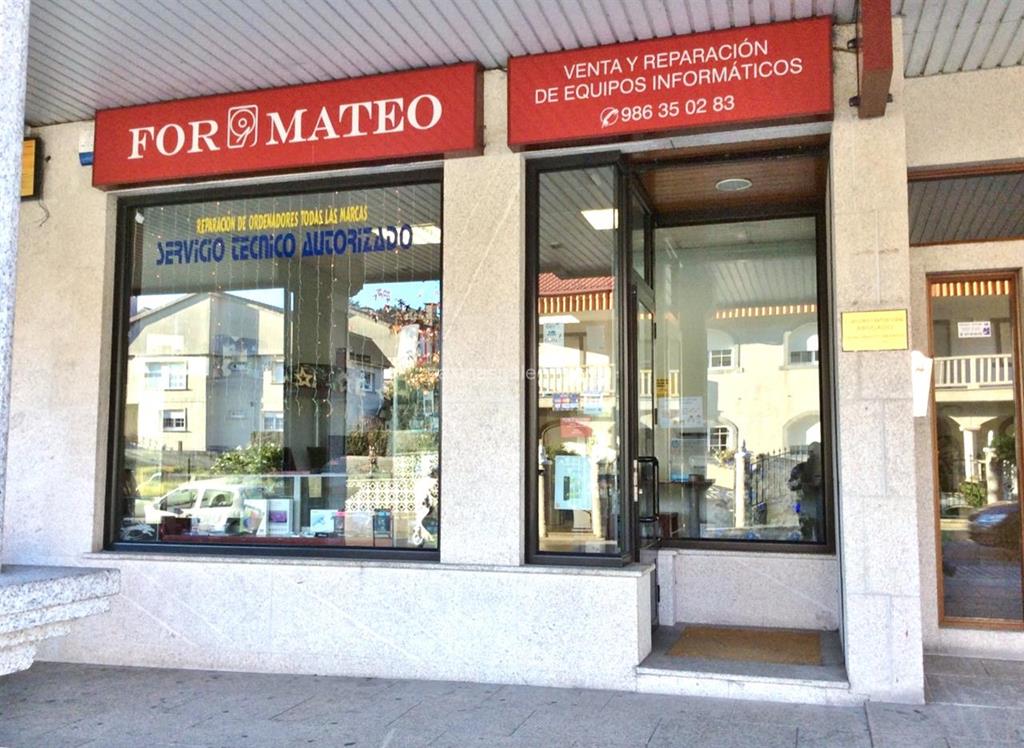 FOR MATEO
VENTA Y REPARACIÓN
DE EQUIPOS INFORMÁTICOS
986 35 02 83
REPARACIÓN DE ORDENADORES TODAS LAS MARCAS
SERVICIO TECNICO AUTORIZADO